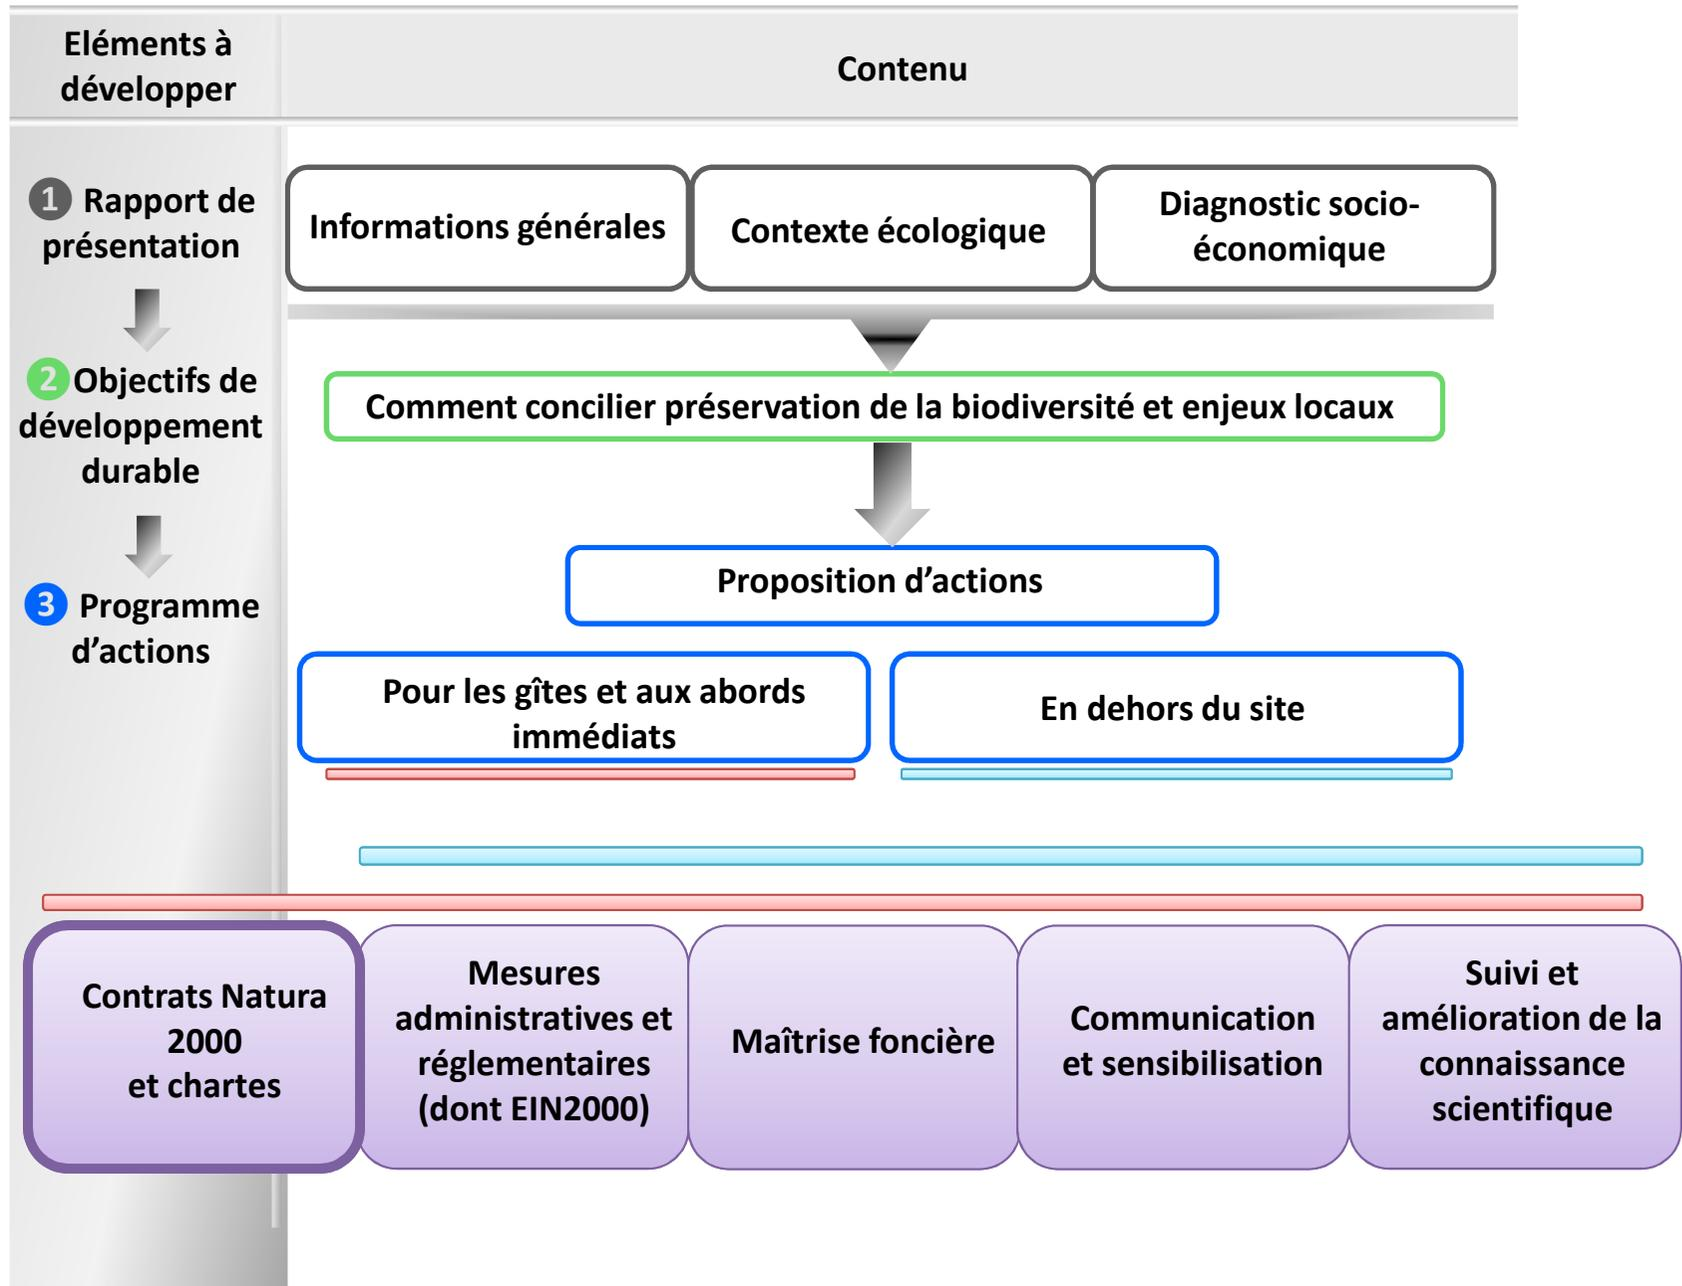 Eléments à
développer
Contenu
1 Rapport de
présentation
Informations générales
Contexte écologique
Diagnostic socio-
économique
2 Objectifs de
développement
durable
Comment concilier préservation de la biodiversité et enjeux locaux
3 Programme
d’actions
Proposition d’actions
Pour les gîtes et aux abords
immédiats
En dehors du site
Contrats Natura
2000
et chartes
Mesures
administratives et
réglementaires
(dont EIN2000)
Maîtrise foncière
Communication
et sensibilisation
Suivi et
amélioration de la
connaissance
scientifique